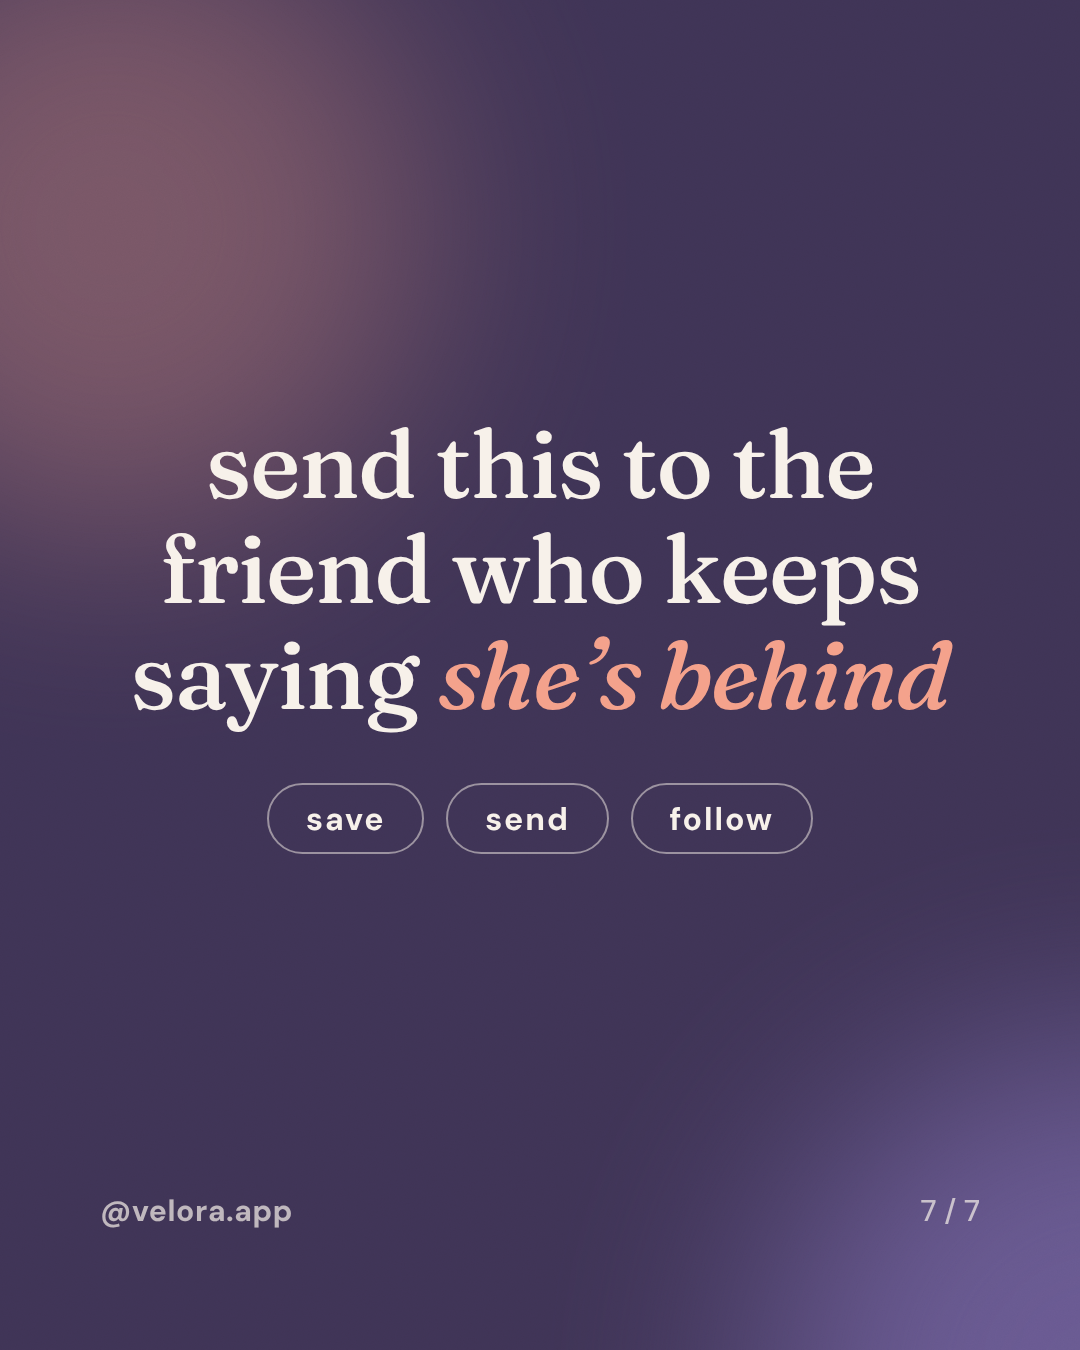 send this to the
friend who keeps
saying she’s behind
save send follow
@velora.app 7 / 7